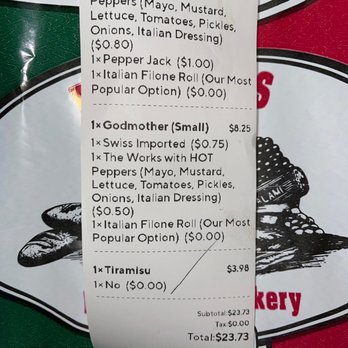 Peppers (Mayo, Mustard,
Lettuce, Tomatoes, Pickles,
Onions, Italian Dressing)
($0.80)
1×Pepper Jack ($1.00)
1×Italian Filone Roll (Our Most
Popular Option) ($0.00)
1× Godmother (Small) $8.25
1×Swiss Imported ($0.75)
1×The Works with HOT
Peppers (Mayo, Mustard,
Lettuce, Tomatoes, Pickles,
Onions, Italian Dressing)
($0.50)
1×Italian Filone Roll (Our Most
Popular Option) ($0.00)
1×Tiramisu $3.98
1×No ($0.00)
Subtotal:$23.73
Tax:$0.00
Total:$23.73
S
LAMI
kery